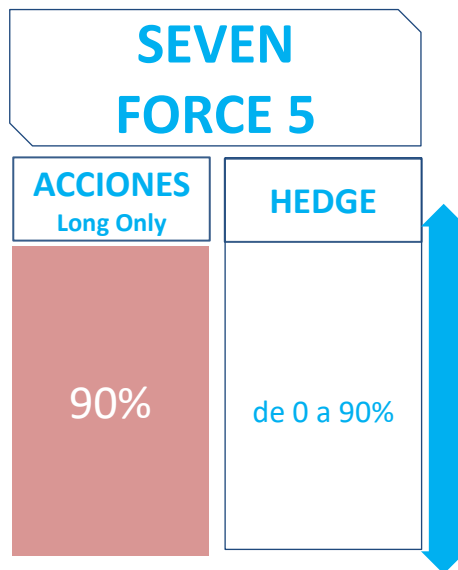 SEVEN
FORCE 5
ACCIONES
Long Only
HEDGE
90%
de 0 a 90%